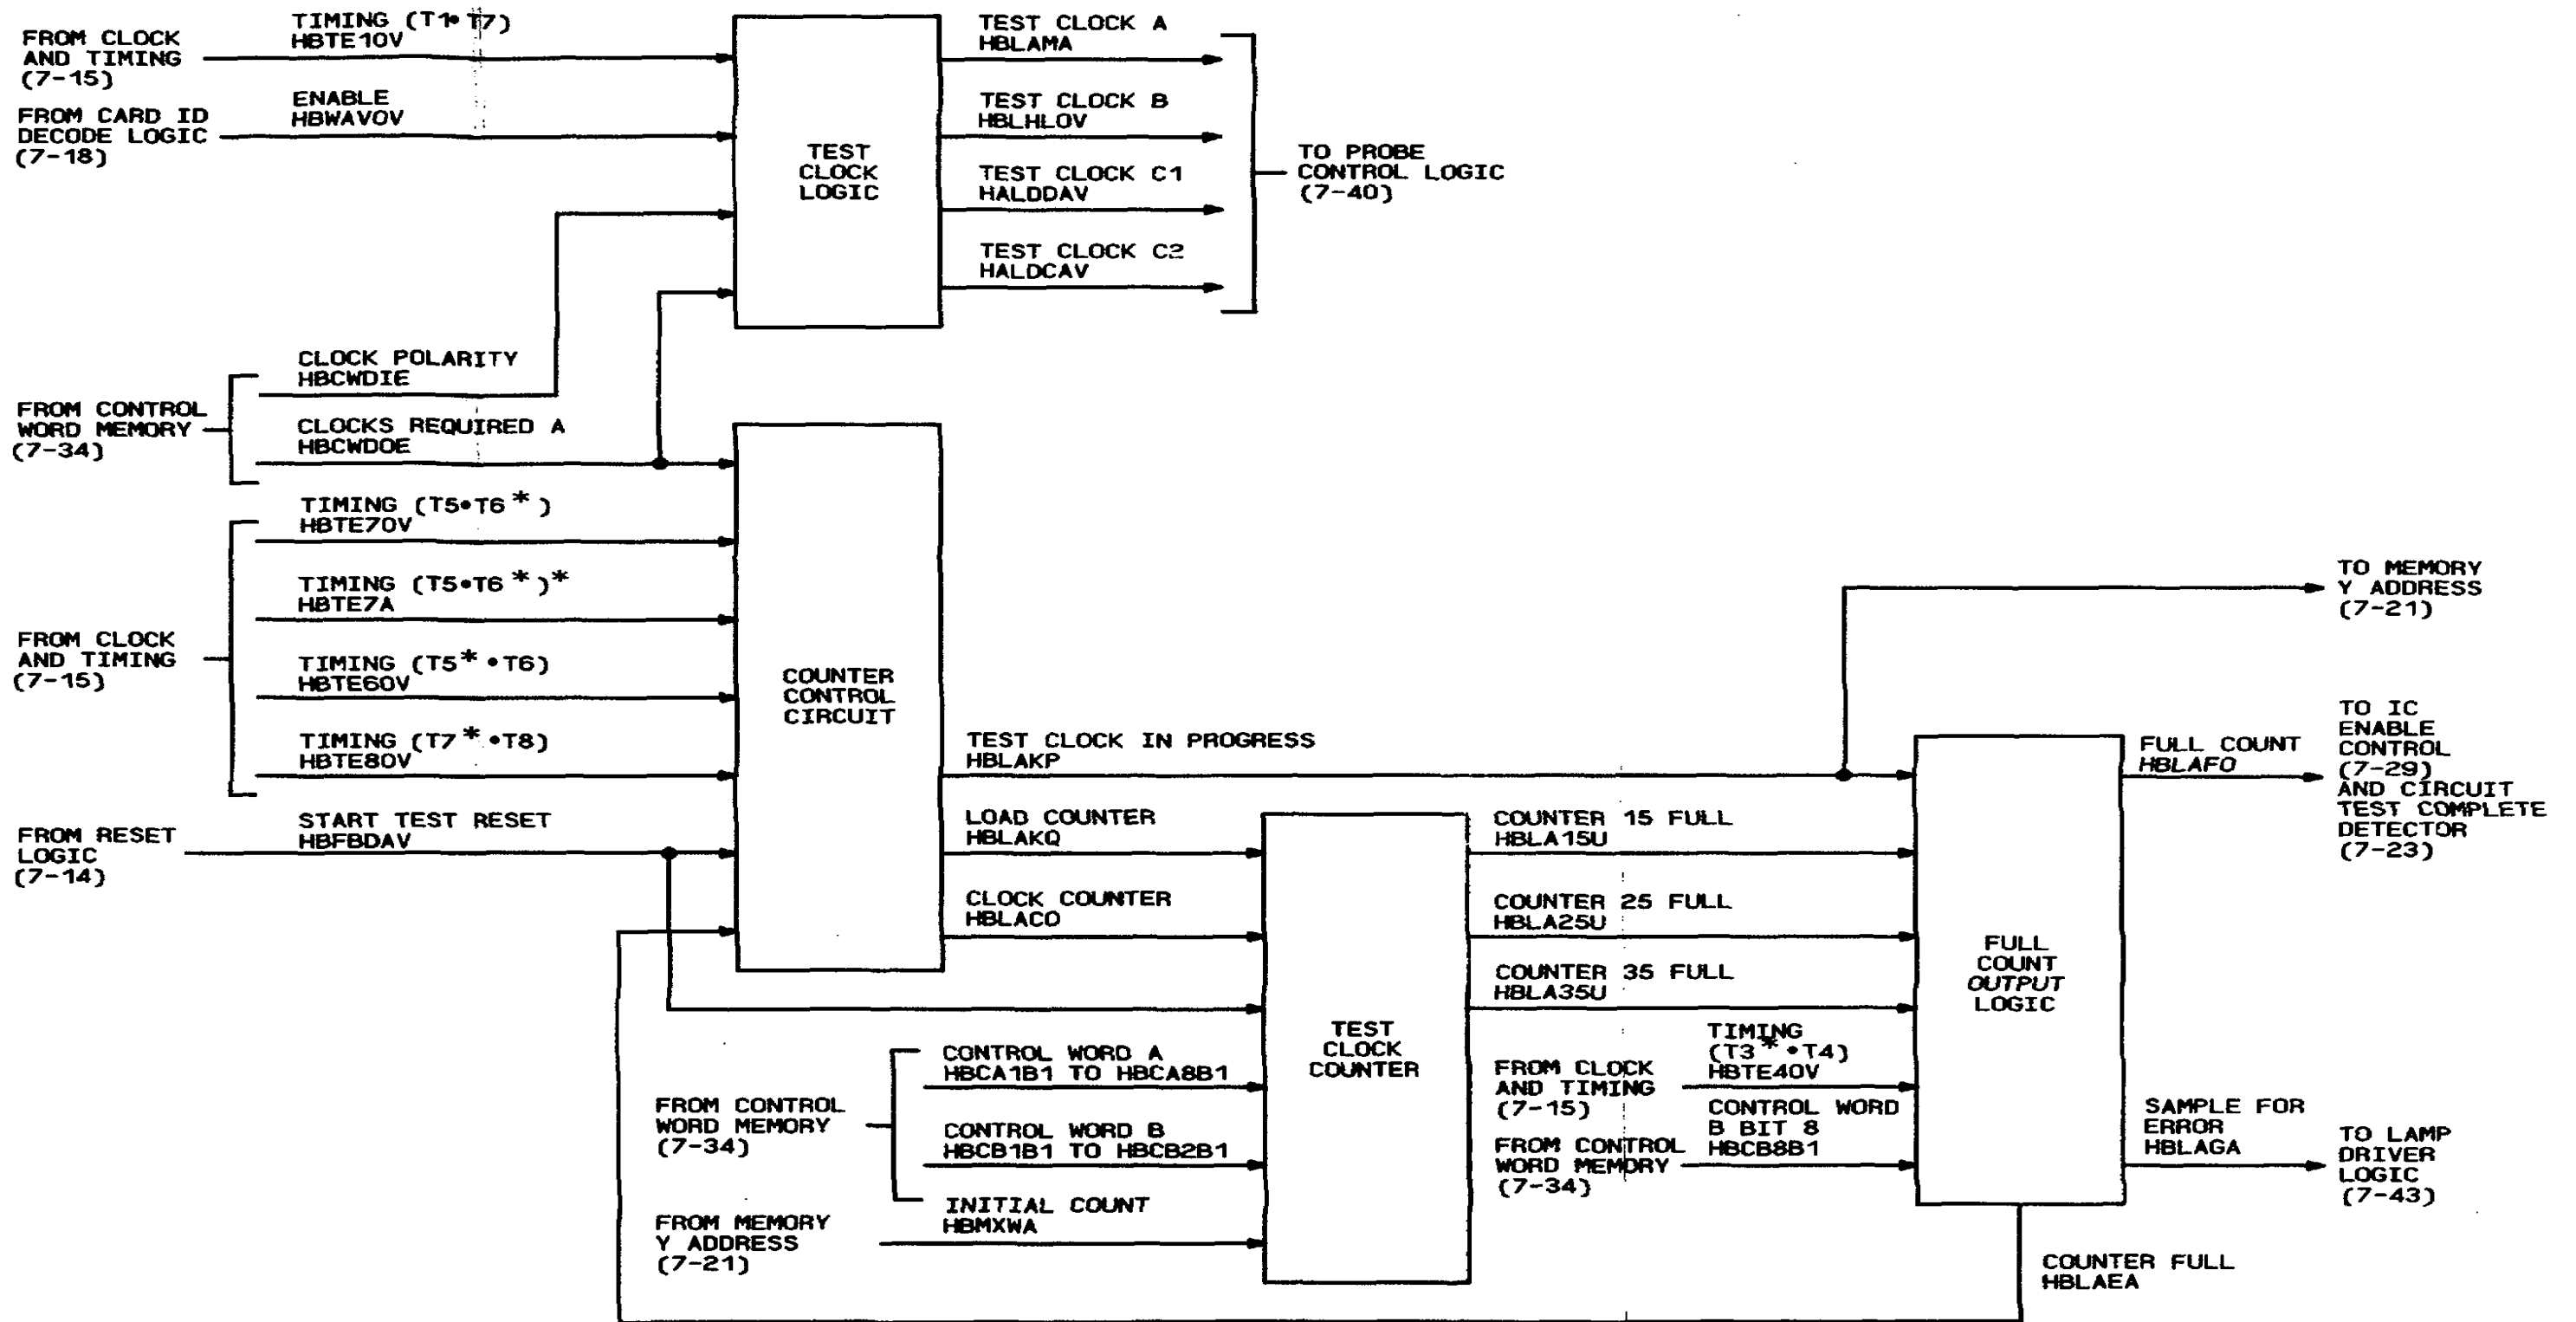 FROM CLOCK
AND TIMING
(7-15)
TIMING (T1•T7)
HBTE10V
FROM CARD ID
DECODE LOGIC
(7-18)
ENABLE
HBWAVOV
TEST
CLOCK
LOGIC
TEST CLOCK A
HBLAMA
TEST CLOCK B
HBLHLOV
TEST CLOCK C1
HALDDAV
TEST CLOCK C2
HALDCAV
TO PROBE
CONTROL LOGIC
(7-40)
FROM CONTROL
WORD MEMORY
(7-34)
CLOCK POLARITY
HBCWDIE
CLOCKS REQUIRED A
HBCWDOE
FROM CLOCK
AND TIMING
(7-15)
TIMING (T5•T6*)
HBTE70V
TIMING (T5•T6*)*
HBTE7A
TIMING (T5*•T6)
HBTE60V
TIMING (T7*•T8)
HBTE80V
FROM RESET
LOGIC
(7-14)
START TEST RESET
HBFBDAV
COUNTER
CONTROL
CIRCUIT
TEST CLOCK IN PROGRESS
HBLAKP
LOAD COUNTER
HBLAKQ
CLOCK COUNTER
HBLACO
FROM CONTROL
WORD MEMORY
(7-34)
CONTROL WORD A
HBCA1B1 TO HBCA8B1
CONTROL WORD B
HBCB1B1 TO HBCB2B1
FROM MEMORY
Y ADDRESS
(7-21)
INITIAL COUNT
HBMXWA
TEST
CLOCK
COUNTER
COUNTER 15 FULL
HBLA15U
COUNTER 25 FULL
HBLA25U
COUNTER 35 FULL
HBLA35U
FROM CLOCK
AND TIMING
(7-15)
TIMING
(T3*•T4)
HBTE40V
FROM CONTROL
WORD MEMORY
(7-34)
CONTROL WORD
B BIT 8
HBCB8B1
FULL
COUNT
OUTPUT
LOGIC
TO MEMORY
Y ADDRESS
(7-21)
FULL COUNT
HBLAFO
TO IC
ENABLE
CONTROL
(7-29)
AND CIRCUIT
TEST COMPLETE
DETECTOR
(7-23)
SAMPLE FOR
ERROR
HBLAGA
TO LAMP
DRIVER
LOGIC
(7-43)
COUNTER FULL
HBLAEA